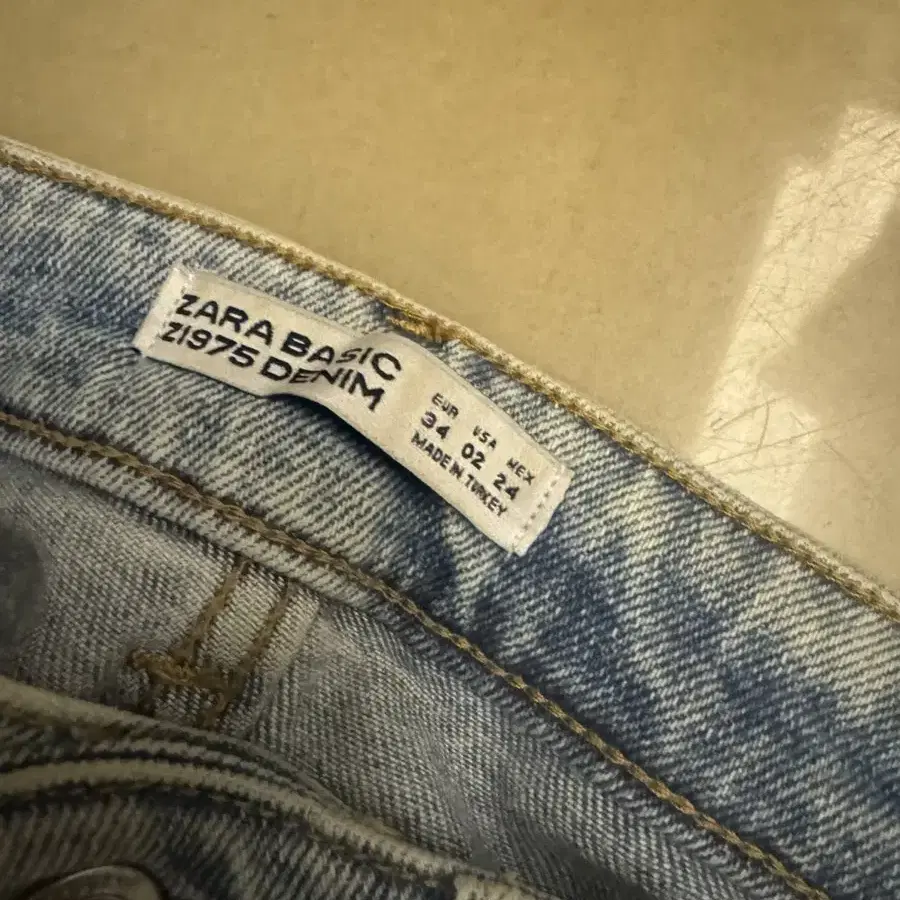 ZARA BASIC
Z1975 DENIM
EUR USA MEX
34 02 24
MADE IN TURKEY